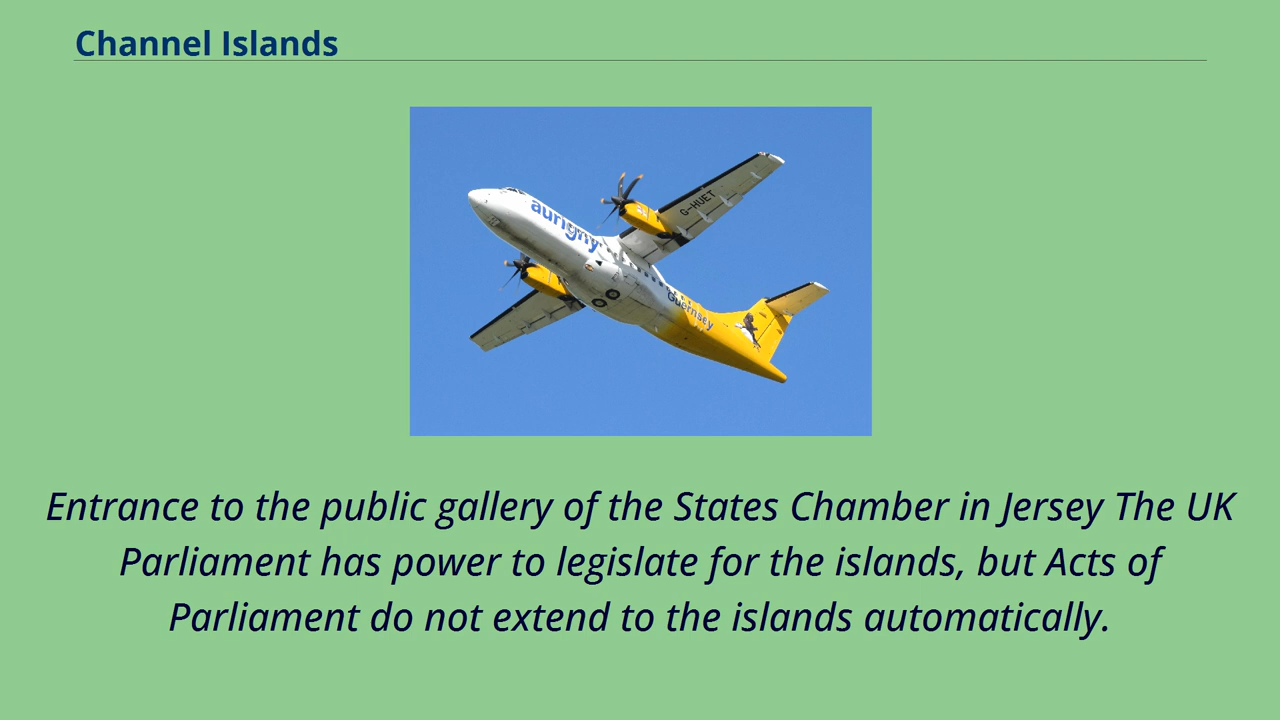 Channel Islands
aurigny
G-HUET
Guernsey
Entrance to the public gallery of the States Chamber in Jersey The UK
Parliament has power to legislate for the islands, but Acts of
Parliament do not extend to the islands automatically.